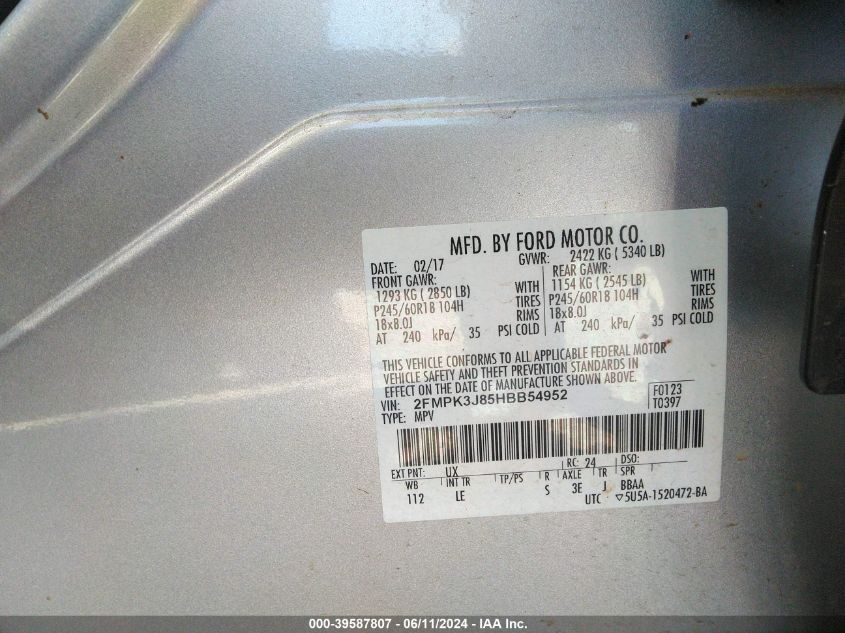 MFD. BY FORD MOTOR CO.
DATE: 02/17 GVWR: 2422 KG ( 5340 LB)
FRONT GAWR: REAR GAWR:
1293 KG ( 2850 LB) WITH 1154 KG ( 2545 LB) WITH
P245/60R18 104H TIRES P245/60R18 104H TIRES
18x8.0J RIMS 18x8.0J RIMS
AT 240 kPa/ 35 PSI COLD AT 240 kPa/ 35 PSI COLD
THIS VEHICLE CONFORMS TO ALL APPLICABLE FEDERAL MOTOR
VEHICLE SAFETY AND THEFT PREVENTION STANDARDS IN
EFFECT ON THE DATE OF MANUFACTURE SHOWN ABOVE.
VIN: 2FMPK3J85HBB54952 F0123
TYPE: MPV T0397
EXT PNT: UX RC: 24 DSO:
WB INT TR TP/PS R AXLE TR SPR
112 LE S 3E J BBAA
UTC ▽5U5A-1520472-BA
000-39587807 - 06/11/2024 - IAA Inc.